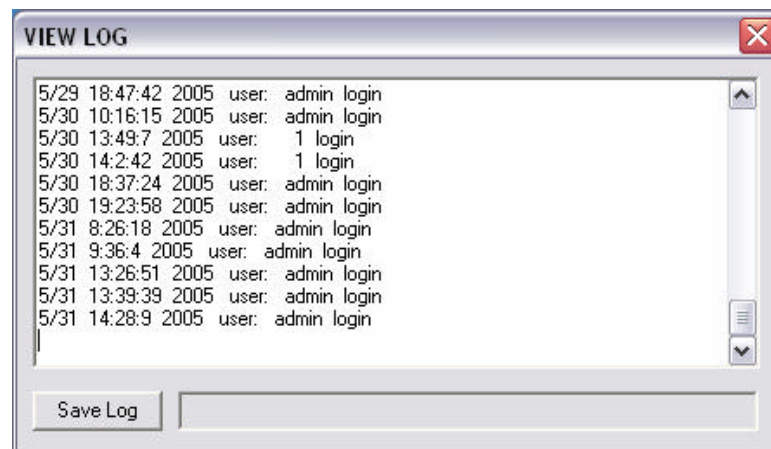 VIEW LOG
5/29 18:47:42 2005 user: admin login
5/30 10:16:15 2005 user: admin login
5/30 13:49:7 2005 user: 1 login
5/30 14:2:42 2005 user: 1 login
5/30 18:37:24 2005 user: admin login
5/30 19:23:58 2005 user: admin login
5/31 8:26:18 2005 user: admin login
5/31 9:36:4 2005 user: admin login
5/31 13:26:51 2005 user: admin login
5/31 13:39:39 2005 user: admin login
5/31 14:28:9 2005 user: admin login
Save Log